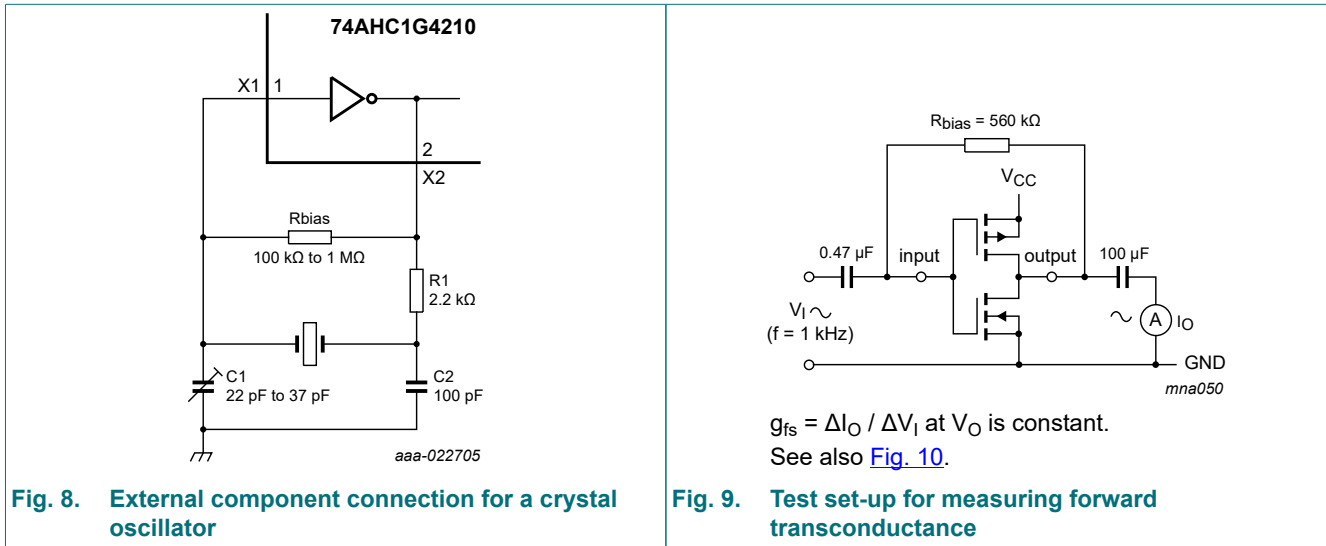 74AHC1G4210
X1 1
2
X2
Rbias
100 kΩ to 1 MΩ
R1
2.2 kΩ
C1
22 pF to 37 pF
C2
100 pF
aaa-022705
Fig. 8. External component connection for a crystal
oscillator
Rbias = 560 kΩ
VCC
0.47 µF
input
output
100 µF
VI
(f = 1 kHz)
A
IO
GND
mna050
gfs = ΔIO / ΔVI at VO is constant.
See also Fig. 10.
Fig. 9. Test set-up for measuring forward
transconductance